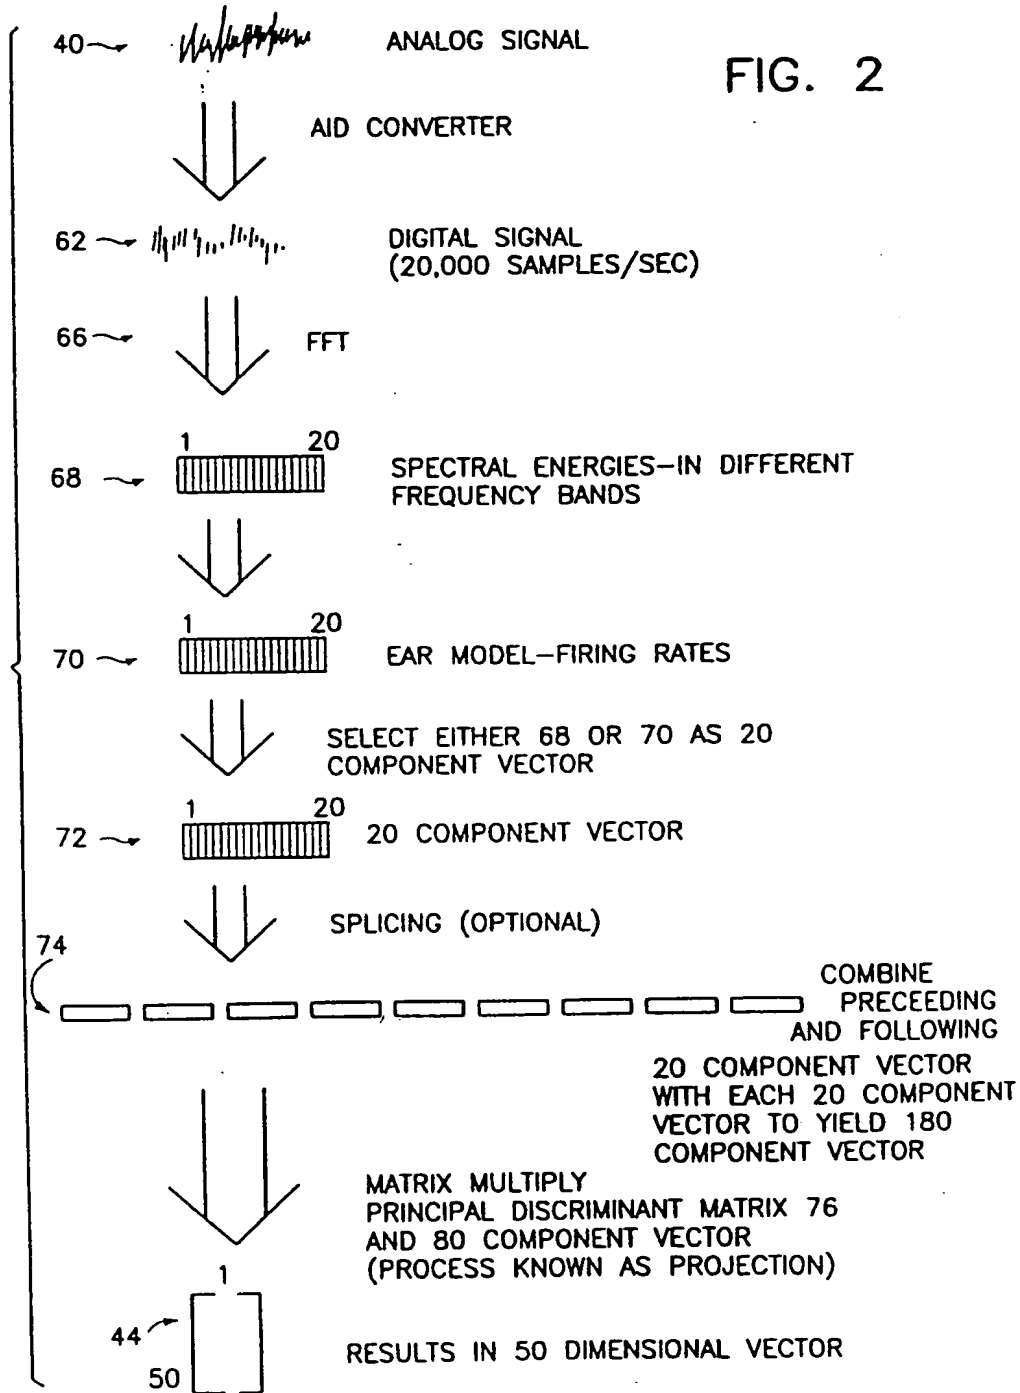 40 ANALOG SIGNAL
FIG. 2
AID CONVERTER
62 DIGITAL SIGNAL
(20,000 SAMPLES/SEC)
66 FFT
1 20
68 SPECTRAL ENERGIES—IN DIFFERENT
FREQUENCY BANDS
1 20
70 EAR MODEL—FIRING RATES
SELECT EITHER 68 OR 70 AS 20
COMPONENT VECTOR
1 20
72 20 COMPONENT VECTOR
SPLICING (OPTIONAL)
74
COMBINE
PRECEEDING
AND FOLLOWING
20 COMPONENT VECTOR
WITH EACH 20 COMPONENT
VECTOR TO YIELD 180
COMPONENT VECTOR
MATRIX MULTIPLY
PRINCIPAL DISCRIMINANT MATRIX 76
AND 80 COMPONENT VECTOR
(PROCESS KNOWN AS PROJECTION)
1
44
RESULTS IN 50 DIMENSIONAL VECTOR
50